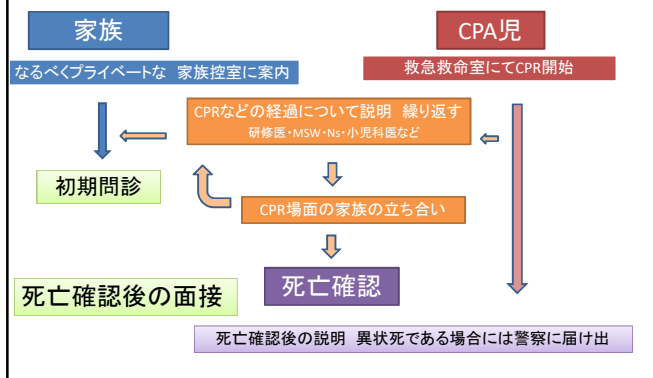 家族
CPA児
なるべくプライベートな 家族控室に案内
救急救命室にてCPR開始
CPRなどの経過について説明 繰り返す
研修医・MSW・Ns・小児科医など
初期問診
CPR場面の家族の立ち合い
死亡確認
死亡確認後の面接
死亡確認後の説明 異状死である場合には警察に届け出